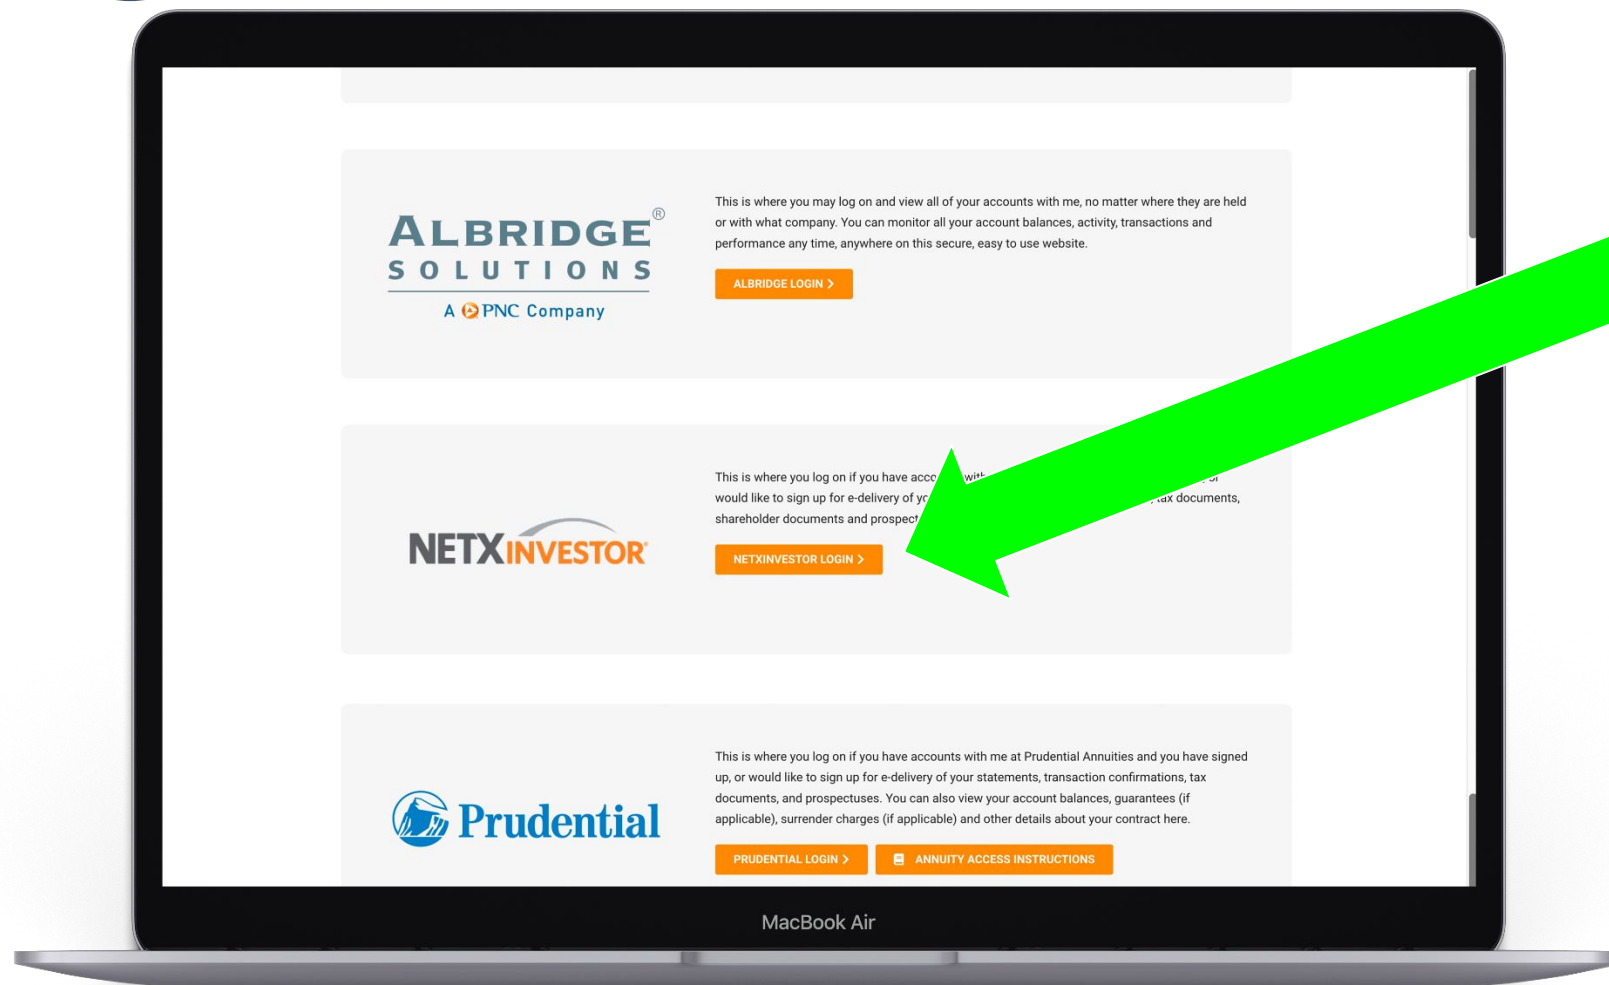 ALBRIDGE®
SOLUTIONS
A PNC Company
This is where you may log on and view all of your accounts with me, no matter where they are held
or with what company. You can monitor all your account balances, activity, transactions and
performance any time, anywhere on this secure, easy to use website.
ALBRIDGE LOGIN >
NETXINVESTOR®
This is where you log on if you have with
would like to sign up for e-delivery of tax documents,
shareholder documents and
NETXINVESTOR LOGIN >
Prudential
This is where you log on if you have accounts with me at Prudential Annuities and you have signed
up, or would like to sign up for e-delivery of your statements, transaction confirmations, tax
documents, and prospectuses. You can also view your account balances, guarantees (if
applicable), surrender charges (if applicable) and other details about your contract here.
PRUDENTIAL LOGIN >
ANNUITY ACCESS INSTRUCTIONS
MacBook Air